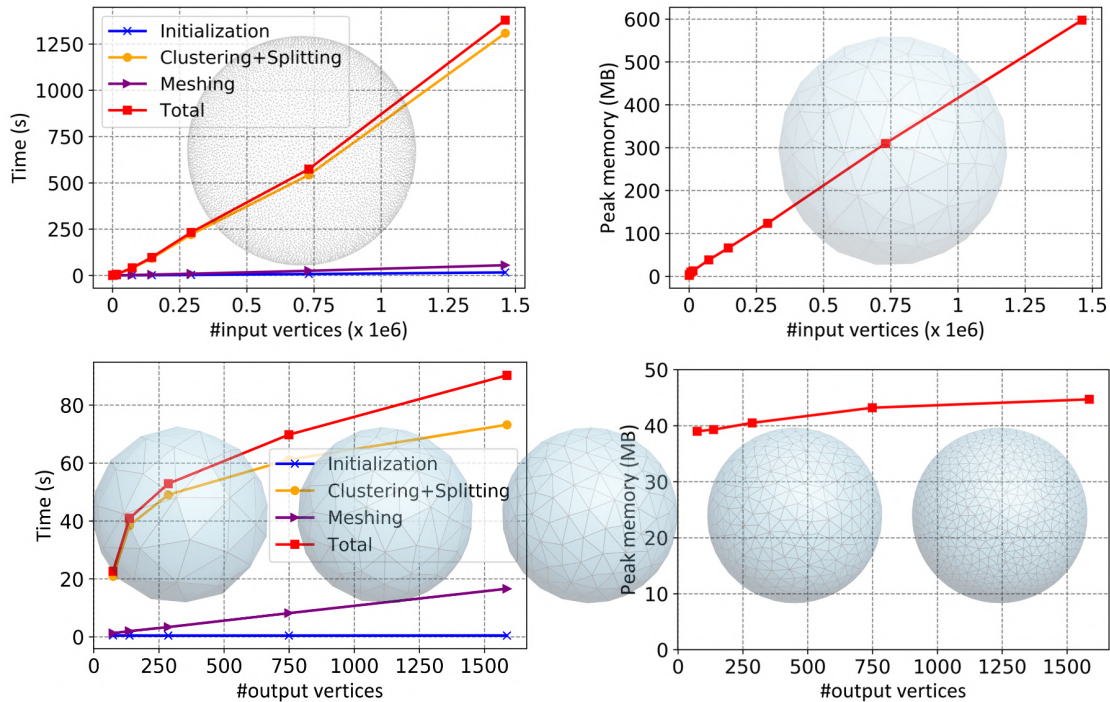 1250
1000
750
500
250
0
Time (s)
Initialization
Clustering+Splitting
Meshing
Total
0 0.25 0.5 0.75 1 1.25 1.5
#input vertices (x 1e6)
600
500
400
300
200
100
0
Peak memory (MB)
0 0.25 0.5 0.75 1 1.25 1.5
#input vertices (x 1e6)
80
60
40
20
0
Time (s)
Initialization
Clustering+Splitting
Meshing
Total
0 250 500 750 1000 1250 1500
#output vertices
50
40
30
20
10
0
Peak memory (MB)
0 250 500 750 1000 1250 1500
#output vertices